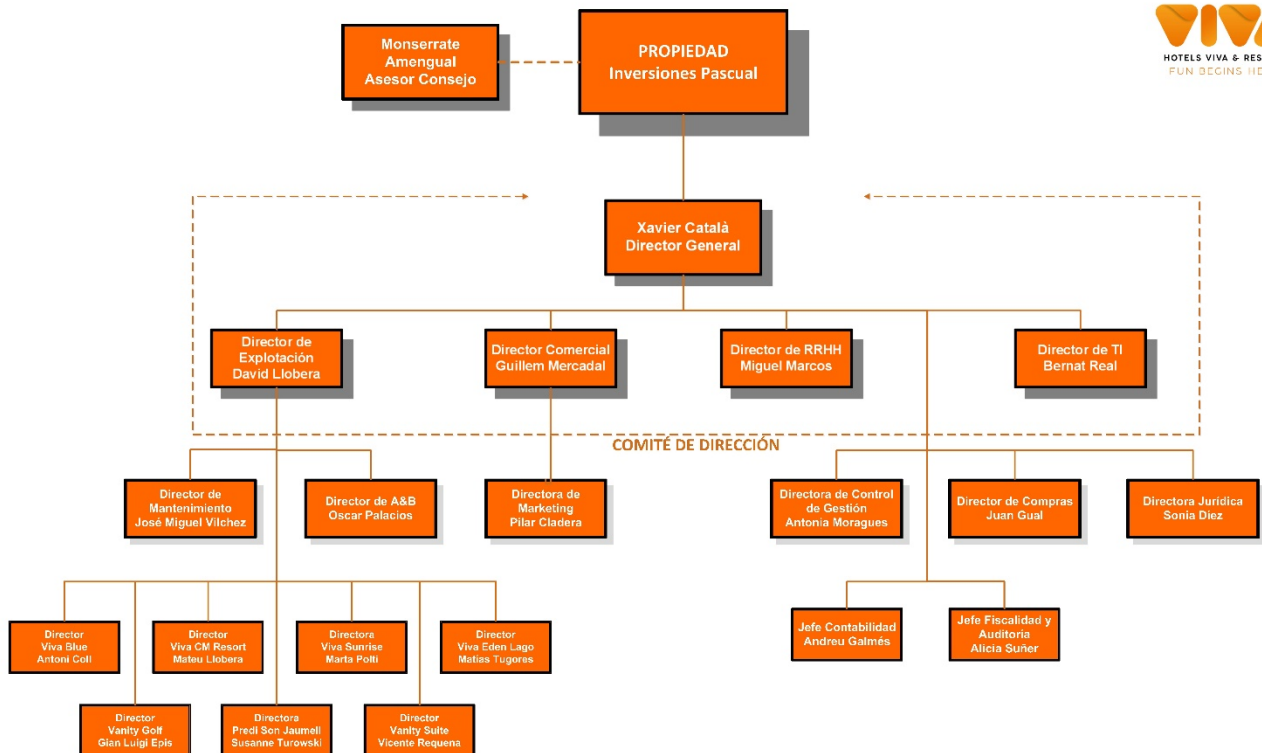 Monserrate
Amengual
Asesor Consejo
PROPIEDAD
Inversiones Pascual
VIVA
HOTELS VIVA & RES
FUN BEGINS HE
Xavier Català
Director General
Director de
Explotación
David Llobera
Director Comercial
Guillem Mercadal
Director de RRHH
Miguel Marcos
Director de TI
Bernat Real
COMITÉ DE DIRECCIÓN
Director de
Mantenimiento
José Miguel Vilchez
Director de A&B
Oscar Palacios
Directora de
Marketing
Pilar Cladera
Directora de Control
de Gestión
Antonia Moragues
Director de Compras
Juan Gual
Directora Jurídica
Sonia Diez
Director
Viva Blue
Antoni Coll
Director
Viva CM Resort
Mateu Llobera
Directora
Viva Sunrise
Marta Polti
Director
Viva Eden Lago
Matías Tugores
Jefe Contabilidad
Andreu Galmés
Jefe Fiscalidad y
Auditoria
Alicia Suñer
Director
Vanity Golf
Gian Luigi Epis
Directora
Predi Son Jaumell
Susanne Turowski
Director
Vanity Suite
Vicente Requena